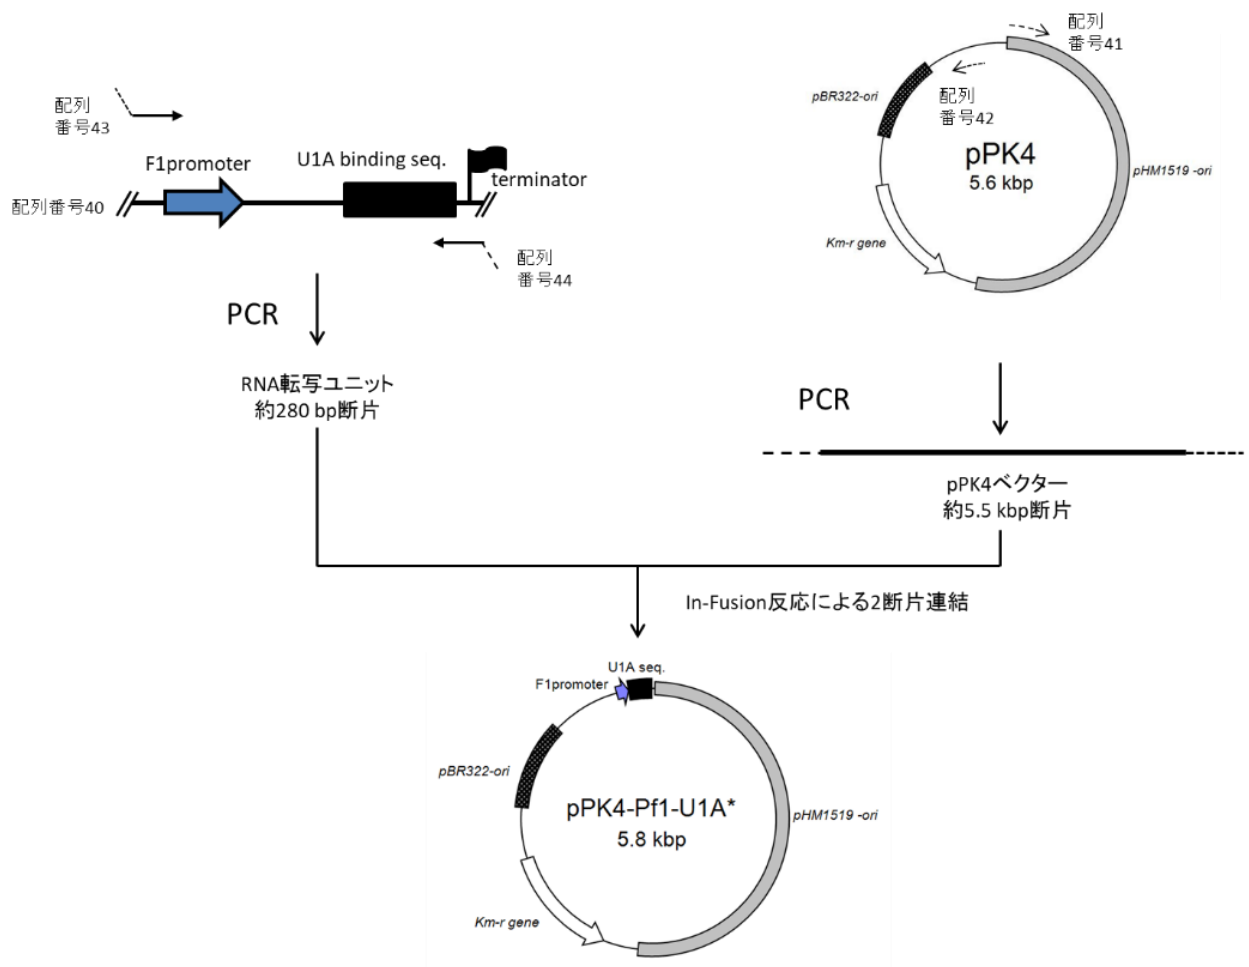 配列
番号43
F1promoter
U1A binding seq.
terminator
配列番号40
配列
番号44
PCR
RNA転写ユニット
約280 bp断片
配列
番号41
pBR322-ori
配列
番号42
pPK4
5.6 kbp
pHM1519 -ori
Km-r gene
PCR
pPK4ベクター
約5.5 kbp断片
In-Fusion反応による2断片連結
U1A seq.
F1promoter
pBR322-ori
pPK4-Pf1-U1A*
5.8 kbp
pHM1519 -ori
Km-r gene